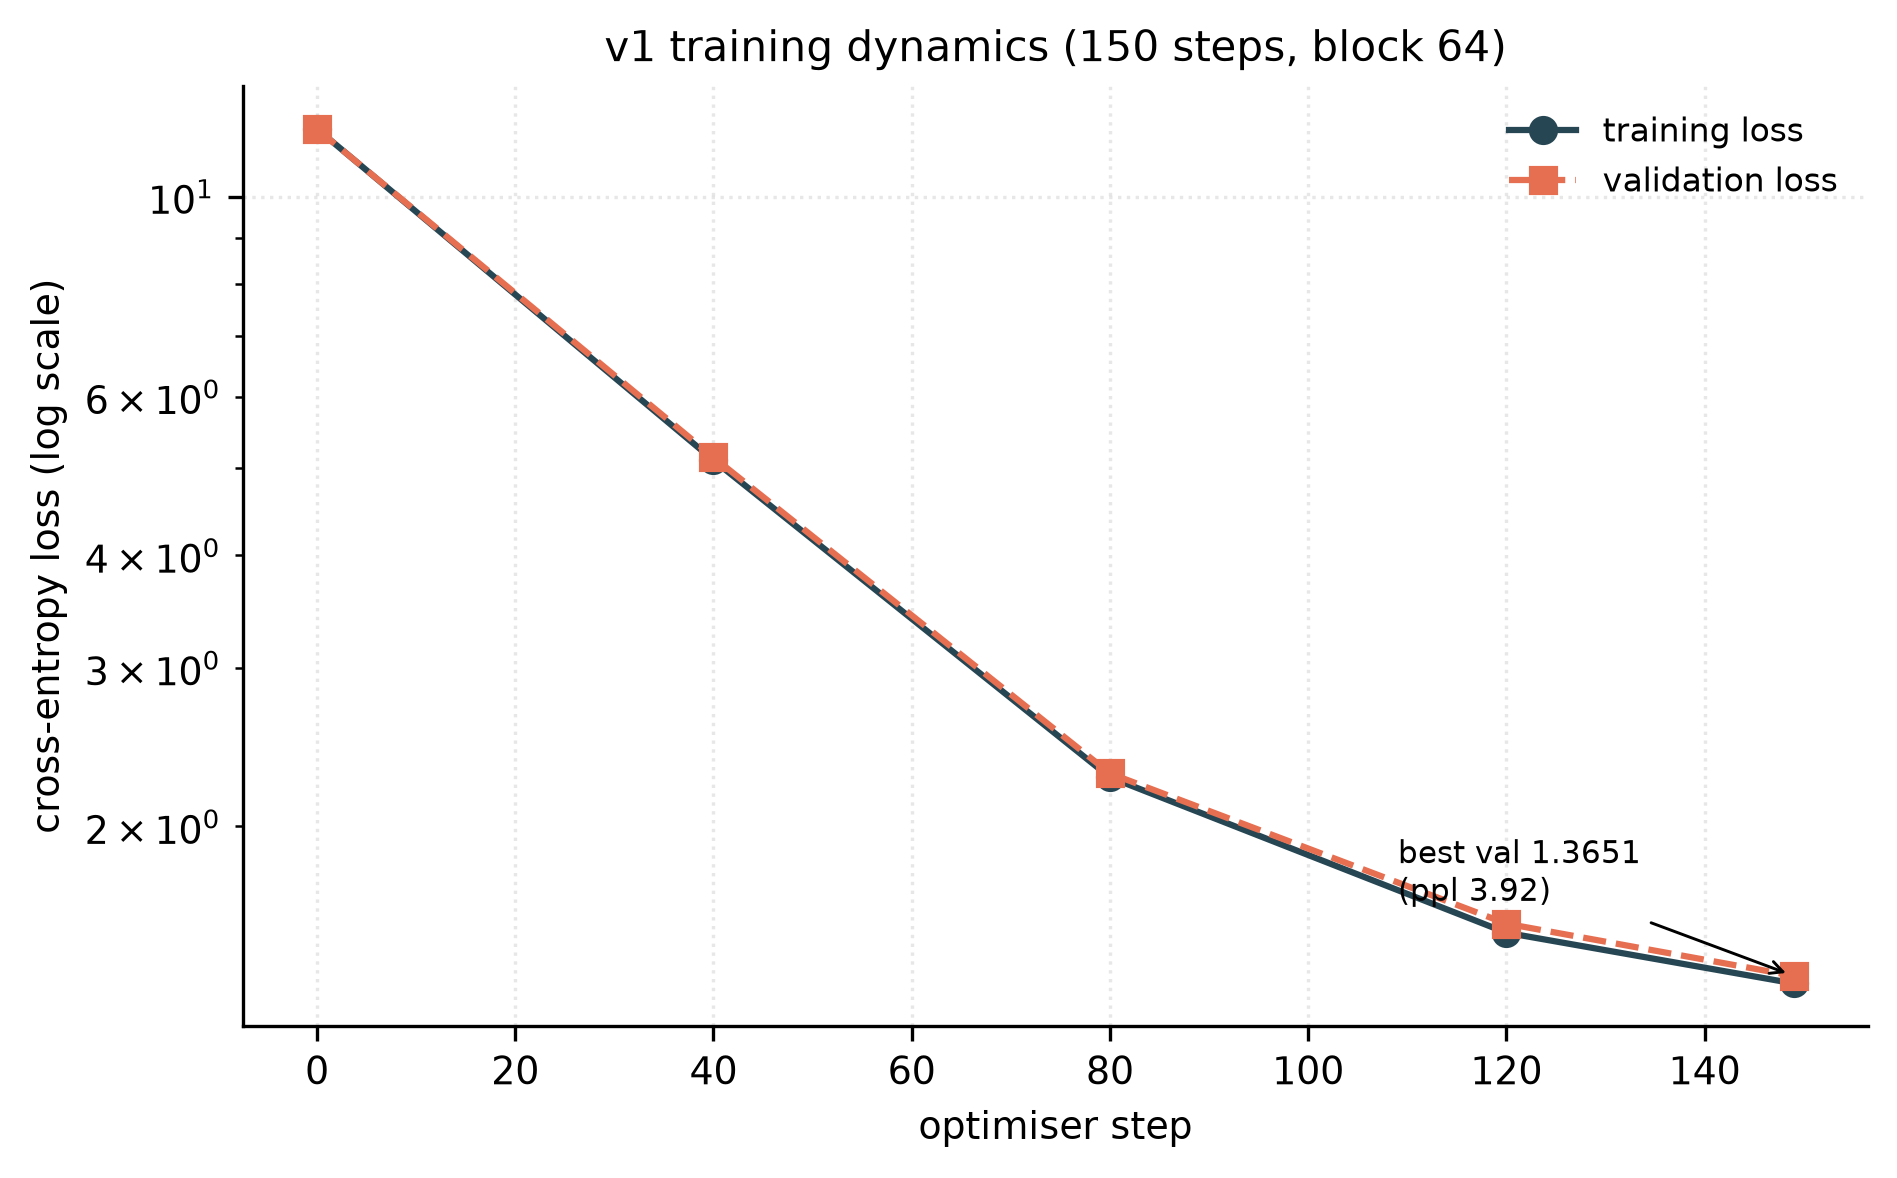 v1 training dynamics (150 steps, block 64)
training loss
validation loss
cross-entropy loss (log scale)
10¹
6 × 10⁰
4 × 10⁰
3 × 10⁰
2 × 10⁰
best val 1.3651
(ppl 3.92)
0 20 40 60 80 100 120 140
optimiser step